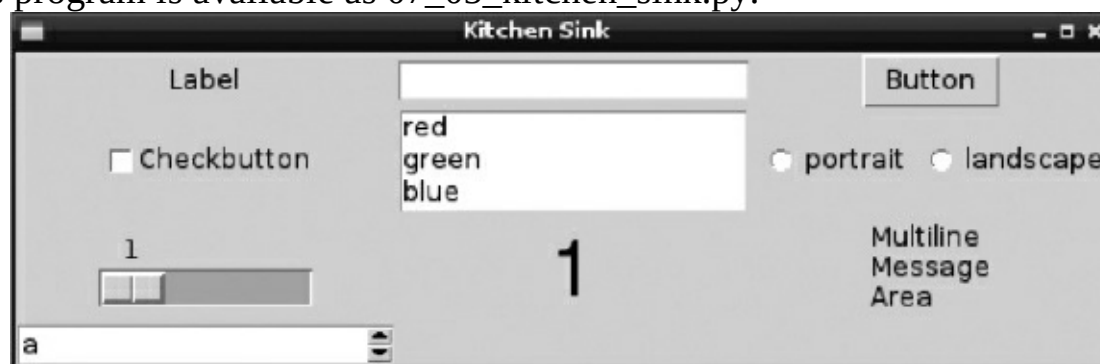 program is available as 07_03_kitchen_sink.py.
Kitchen Sink
Label
Button
Checkbutton
red
green
blue
portrait
landscape
1
1
Multiline
Message
Area
a